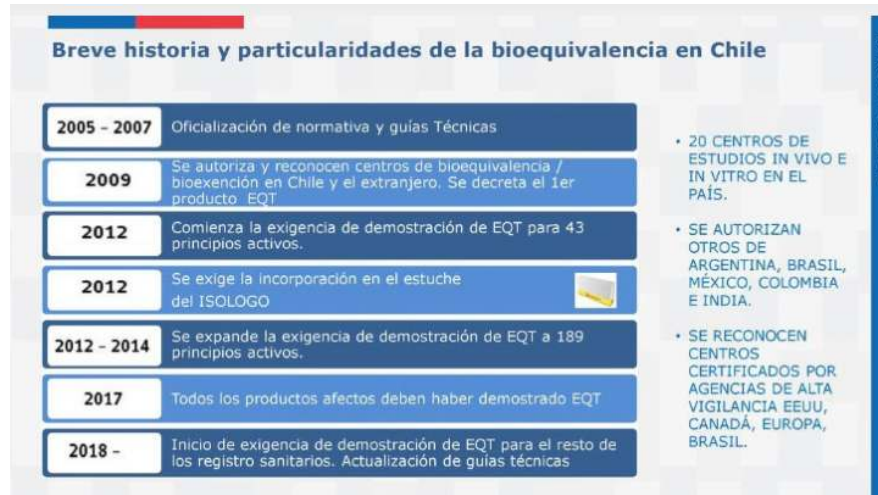 Breve historia y particularidades de la bioequivalencia en Chile
2005 - 2007
Oficialización de normativa y guías Técnicas
2009
Se autoriza y reconocen centros de bioequivalencia /
bioexención en Chile y el extranjero. Se decreta el 1er
producto EQT
2012
Comienza la exigencia de demostración de EQT para 43
principios activos.
2012
Se exige la incorporación en el estuche
del ISOLOGO
2012 - 2014
Se expande la exigencia de demostración de EQT a 189
principios activos.
2017
Todos los productos afectos deben haber demostrado EQT
2018 -
Inicio de exigencia de demostración de EQT para el resto de
los registro sanitarios. Actualización de guías técnicas
• 20 CENTROS DE
ESTUDIOS IN VIVO E
IN VITRO EN EL
PAÍS.
• SE AUTORIZAN
OTROS DE
ARGENTINA, BRASIL,
MÉXICO, COLOMBIA
E INDIA.
• SE RECONOCEN
CENTROS
CERTIFICADOS POR
AGENCIAS DE ALTA
VIGILANCIA EEUU,
CANADÁ, EUROPA,
BRASIL.